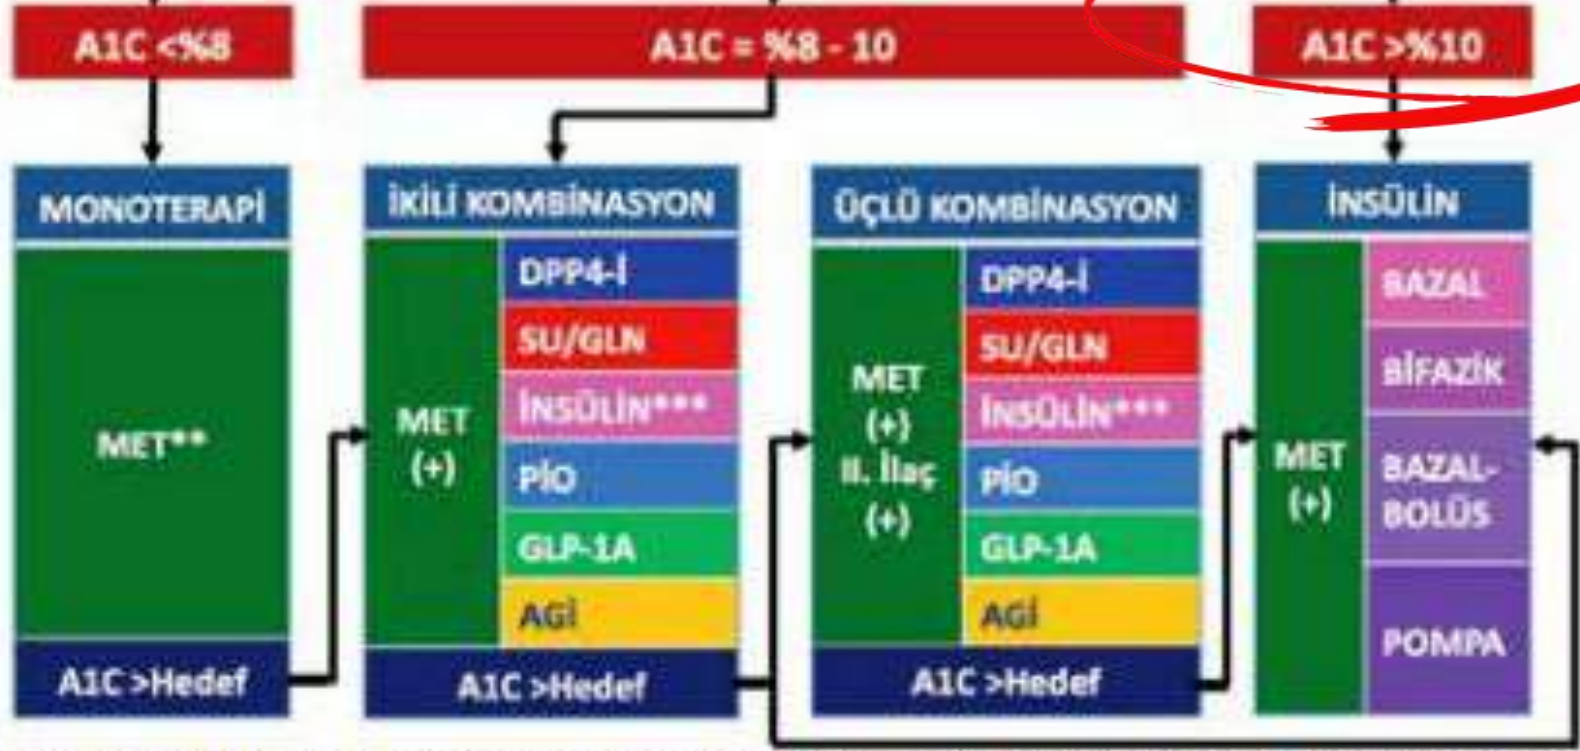 A1C <%8
A1C = %8 - 10
A1C >%10
MONOTERAPİ
MET**
A1C >Hedef
İKİLİ KOMBİNASYON
MET
(+)
DPP4-İ
SU/GLN
İNSÜLİN***
PİO
GLP-1A
AGİ
A1C >Hedef
ÜÇLÜ KOMBİNASYON
MET
(+)
II. İlaç
(+)
DPP4-İ
SU/GLN
İNSÜLİN***
PİO
GLP-1A
AGİ
A1C >Hedef
İNSÜLİN
MET
(+)
BAZAL
BİFAZİK
BAZAL-
BOLÜS
POMPA